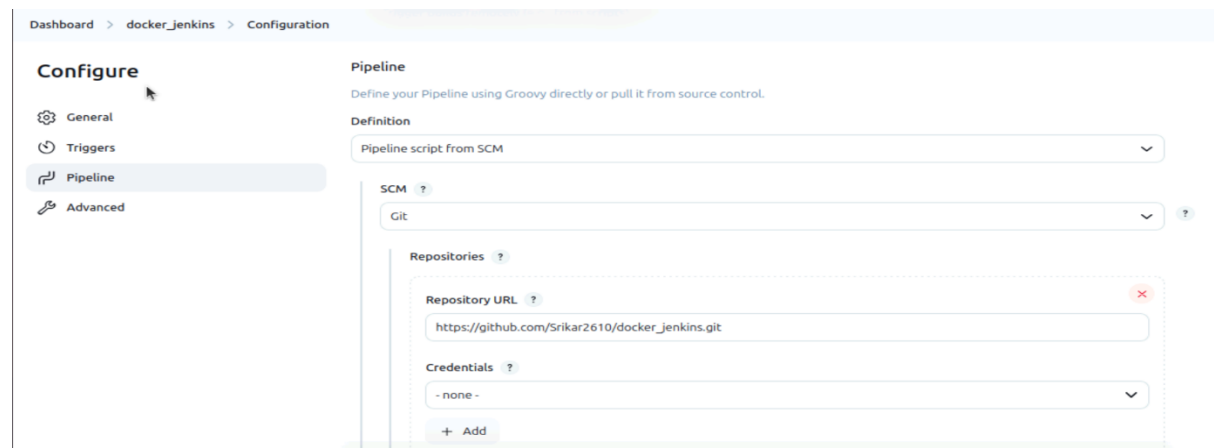 Dashboard > docker_jenkins > Configuration
Configure
General
Triggers
Pipeline
Advanced
Pipeline
Define your Pipeline using Groovy directly or pull it from source control.
Definition
Pipeline script from SCM
SCM ?
Git
?
Repositories ?
Repository URL ?
https://github.com/Srikar2610/docker_jenkins.git
Credentials ?
- none -
+ Add